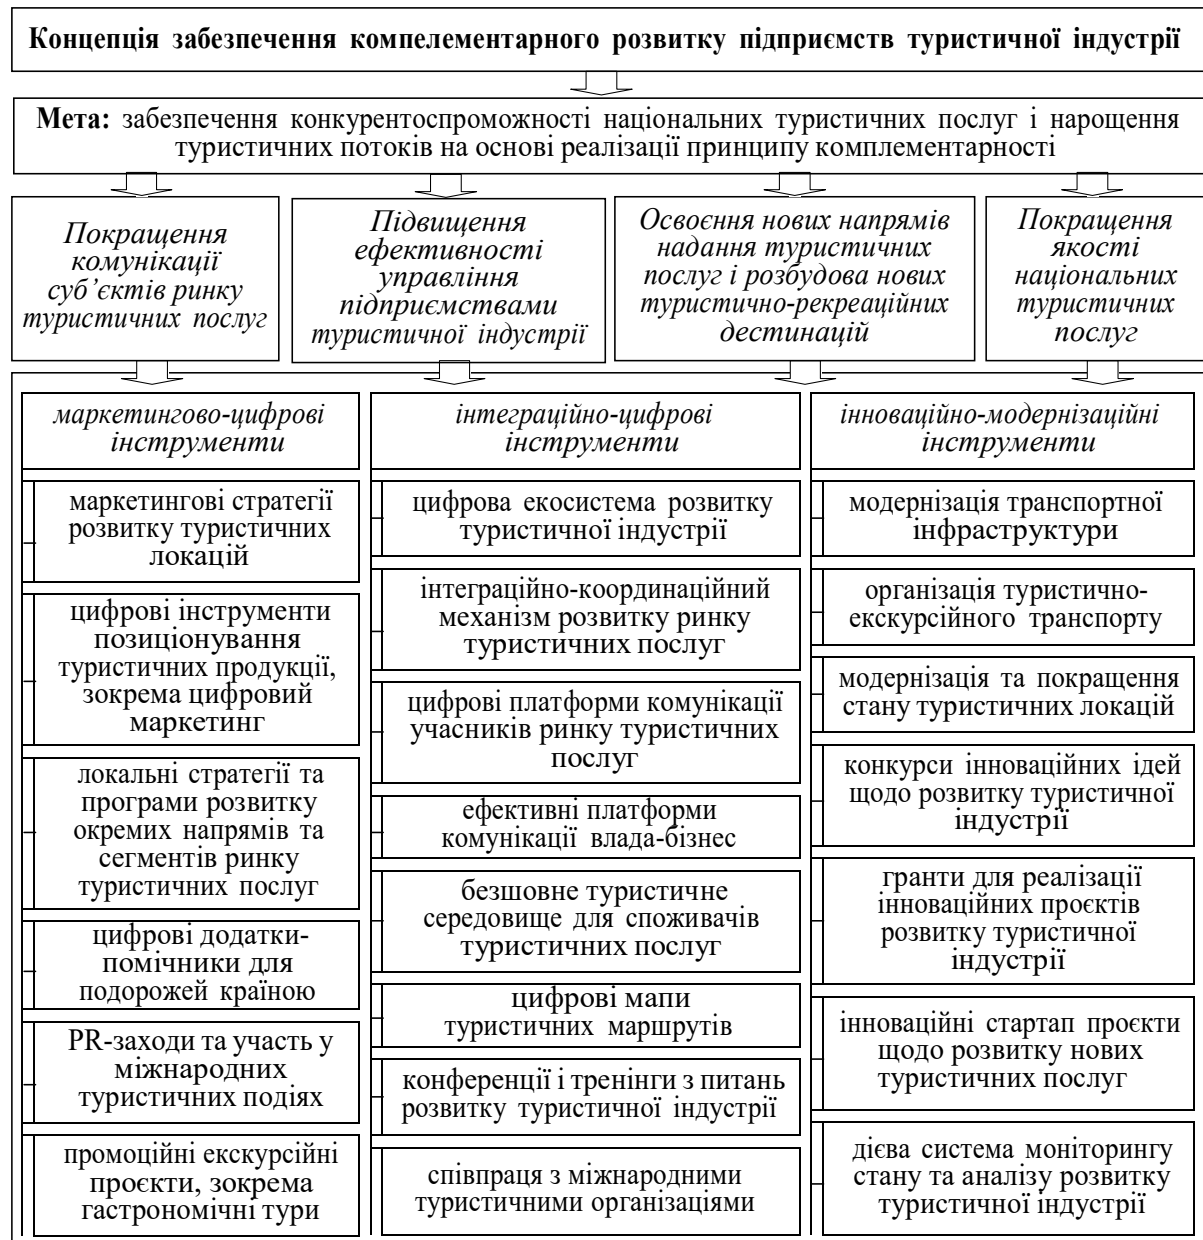 Концепція забезпечення компелементарного розвитку підприємств туристичної індустрії
Мета: забезпечення конкурентоспроможності національних туристичних послуг і нарощення
туристичних потоків на основі реалізації принципу комплементарності
Покращення
комунікації
суб’єктів ринку
туристичних послуг
Підвищення
ефективності
управління
підприємствами
туристичної індустрії
Освоєння нових напрямів
надання туристичних
послуг і розбудова нових
туристично-рекреаційних
дестинацій
Покращення
якості
національних
туристичних
послуг
маркетингово-цифрові
інструменти
маркетингові стратегії
розвитку туристичних
локацій
цифрові інструменти
позиціонування
туристичних продукції,
зокрема цифровий
маркетинг
локальні стратегії та
програми розвитку
окремих напрямів та
сегментів ринку
туристичних послуг
цифрові додатки-
помічники для
подорожей країною
PR-заходи та участь у
міжнародних
туристичних подіях
промоційні екскурсійні
проєкти, зокрема
гастрономічні тури
інтеграційно-цифрові
інструменти
цифрова екосистема розвитку
туристичної індустрії
інтеграційно-координаційний
механізм розвитку ринку
туристичних послуг
цифрові платформи комунікації
учасників ринку туристичних
послуг
ефективні платформи
комунікації влада-бізнес
безшовне туристичне
середовище для споживачів
туристичних послуг
цифрові мапи
туристичних маршрутів
конференції і тренінги з питань
розвитку туристичної індустрії
співпраця з міжнародними
туристичними організаціями
інноваційно-модернізаційні
інструменти
модернізація транспортної
інфраструктури
організація туристично-
екскурсійного транспорту
модернізація та покращення
стану туристичних локацій
конкурси інноваційних ідей
щодо розвитку туристичної
індустрії
гранти для реалізації
інноваційних проєктів
розвитку туристичної
індустрії
інноваційні стартап проєкти
щодо розвитку нових
туристичних послуг
дієва система моніторингу
стану та аналізу розвитку
туристичної індустрії